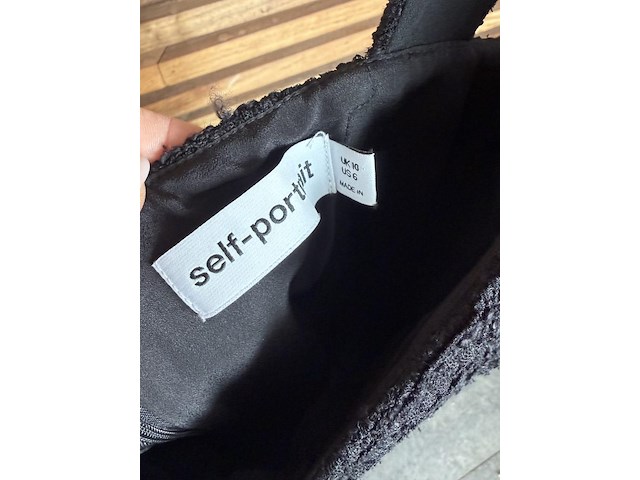 self-portrait
UK 10
US 6
MADE IN